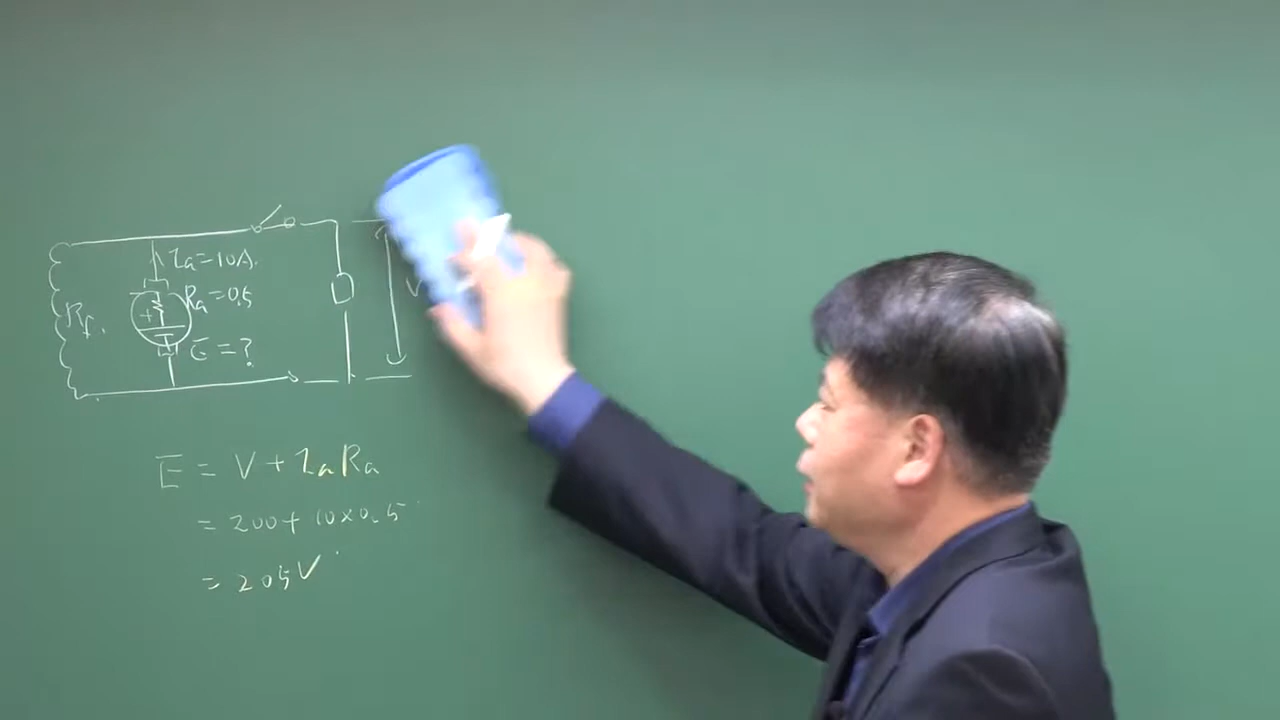 Ia=10A.
Ra=0.5
Rf.
+
E=?
V
E = V + IaRa
= 200 + 10×0.5
= 205V